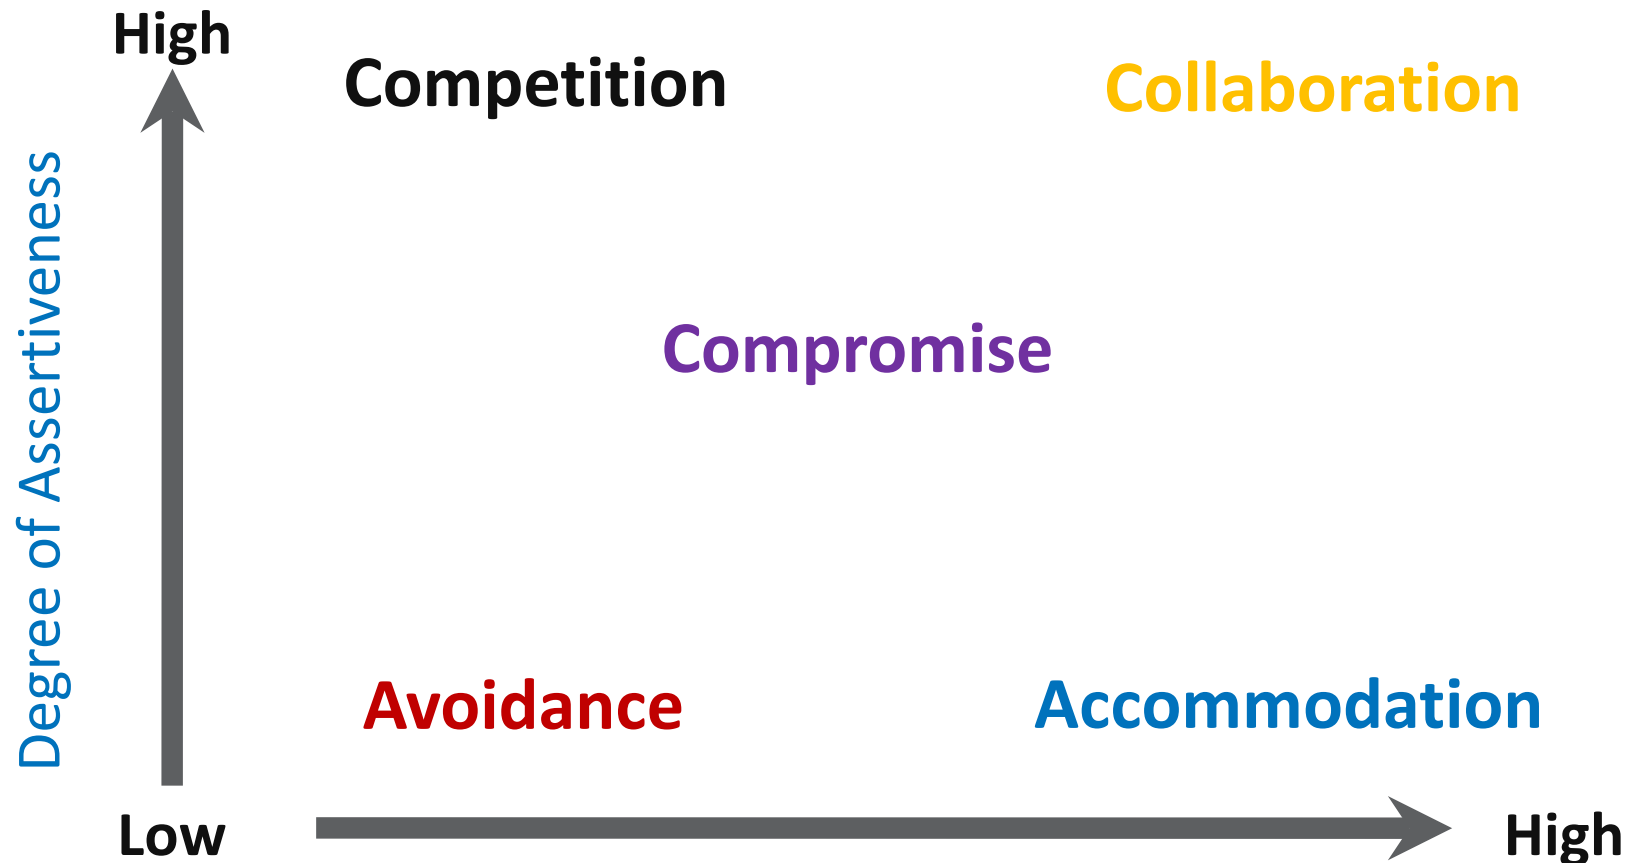 High
Competition
Collaboration
Degree of Assertiveness
Compromise
Avoidance
Accommodation
Low
High